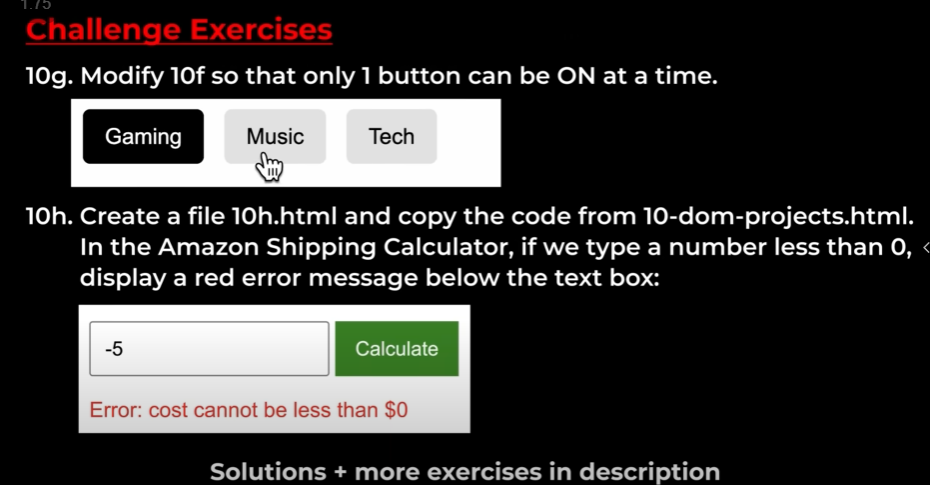 1.75
Challenge Exercises
10g. Modify 10f so that only 1 button can be ON at a time.
Gaming Music Tech
10h. Create a file 10h.html and copy the code from 10-dom-projects.html.
In the Amazon Shipping Calculator, if we type a number less than 0,
display a red error message below the text box:
-5 Calculate
Error: cost cannot be less than $0
Solutions + more exercises in description